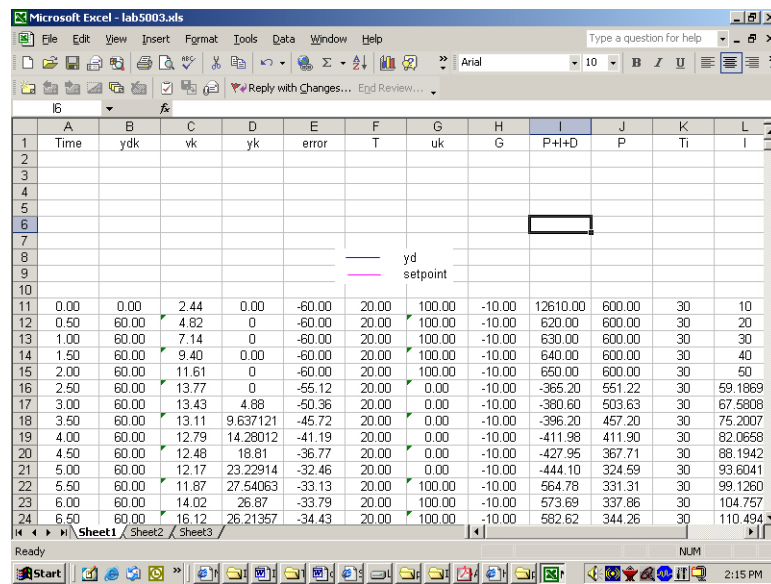 Microsoft Excel - lab5003.xls
File Edit View Insert Format Tools Data Window Help Type a question for help
Arial 10 B I U
Reply with Changes... End Review...
I6 fx
A B C D E F G H I J K L
1 Time ydk vk yk error T uk G P+I+D P Ti I
2
3
4
5
6
7
8 yd
9 setpoint
10
11 0.00 0.00 2.44 0.00 -60.00 20.00 100.00 -10.00 12610.00 600.00 30 10
12 0.50 60.00 4.82 0 -60.00 20.00 100.00 -10.00 620.00 600.00 30 20
13 1.00 60.00 7.14 0 -60.00 20.00 100.00 -10.00 630.00 600.00 30 30
14 1.50 60.00 9.40 0.00 -60.00 20.00 100.00 -10.00 640.00 600.00 30 40
15 2.00 60.00 11.61 0 -60.00 20.00 100.00 -10.00 650.00 600.00 30 50
16 2.50 60.00 13.77 0 -55.12 20.00 0.00 -10.00 -365.20 551.22 30 59.1869
17 3.00 60.00 13.43 4.88 -50.36 20.00 0.00 -10.00 -380.60 503.63 30 67.5808
18 3.50 60.00 13.11 9.637121 -45.72 20.00 0.00 -10.00 -396.20 457.20 30 75.2007
19 4.00 60.00 12.79 14.28012 -41.19 20.00 0.00 -10.00 -411.98 411.90 30 82.0658
20 4.50 60.00 12.48 18.81 -36.77 20.00 0.00 -10.00 -427.95 367.71 30 88.1942
21 5.00 60.00 12.17 23.22914 -32.46 20.00 0.00 -10.00 -444.10 324.59 30 93.6041
22 5.50 60.00 11.87 27.54063 -33.13 20.00 100.00 -10.00 564.78 331.31 30 99.1260
23 6.00 60.00 14.02 26.87 -33.79 20.00 100.00 -10.00 573.69 337.86 30 104.757
24 6.50 60.00 16.12 26.21357 -34.43 20.00 100.00 -10.00 582.62 344.26 30 110.494
Sheet1 Sheet2 Sheet3
Ready NUM
Start 2:15 PM